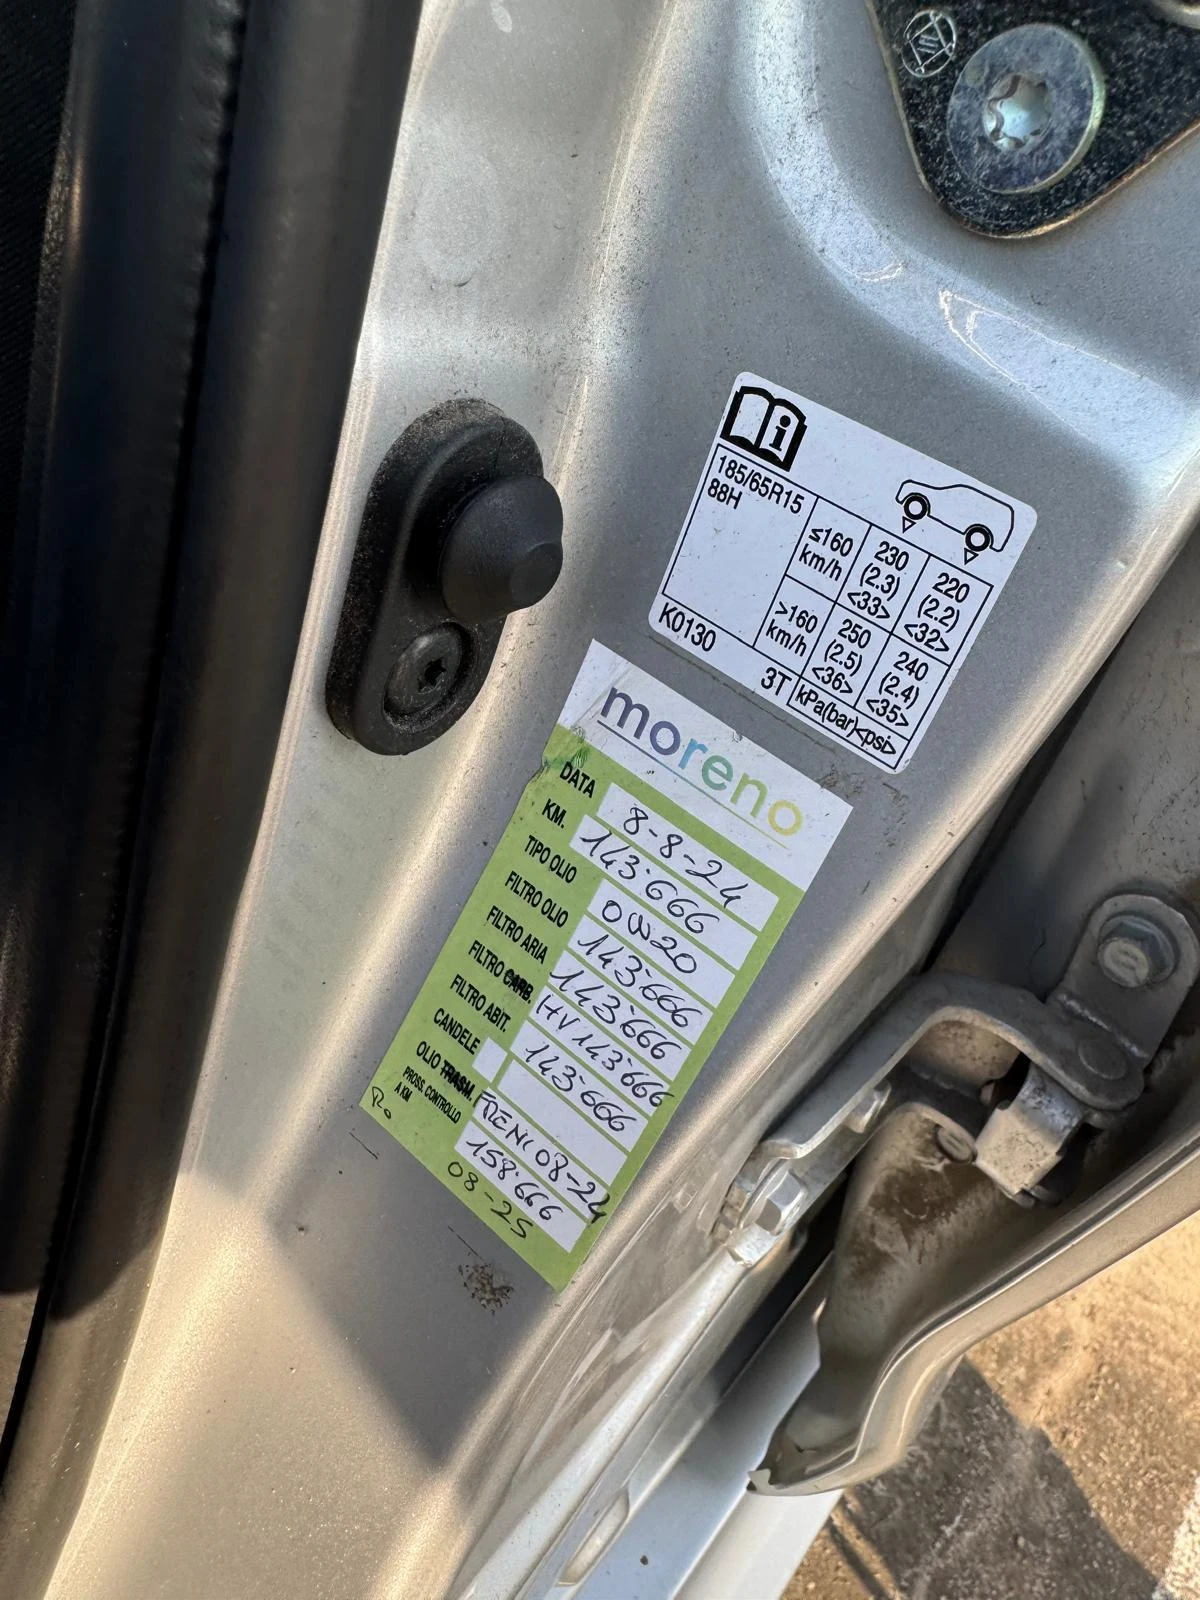 i
185/65R15
88H
≤160 km/h 230 (2.3) <33> 220 (2.2) <32>
>160 km/h 250 (2.5) <36> 240 (2.4) <35>
K0130 3T kPa(bar)<psi>
moreno
DATA 8-8-24
KM. 143'666
TIPO OLIO 0W20
FILTRO OLIO 143'666
FILTRO ARIA 143'666
FILTRO CARB. HV 143'666
FILTRO ABIT. 143'666
CANDELE
OLIO TRASM. FRENI 08-24
PROSS. CONTROLLO A KM 158'666
Ro 08-25